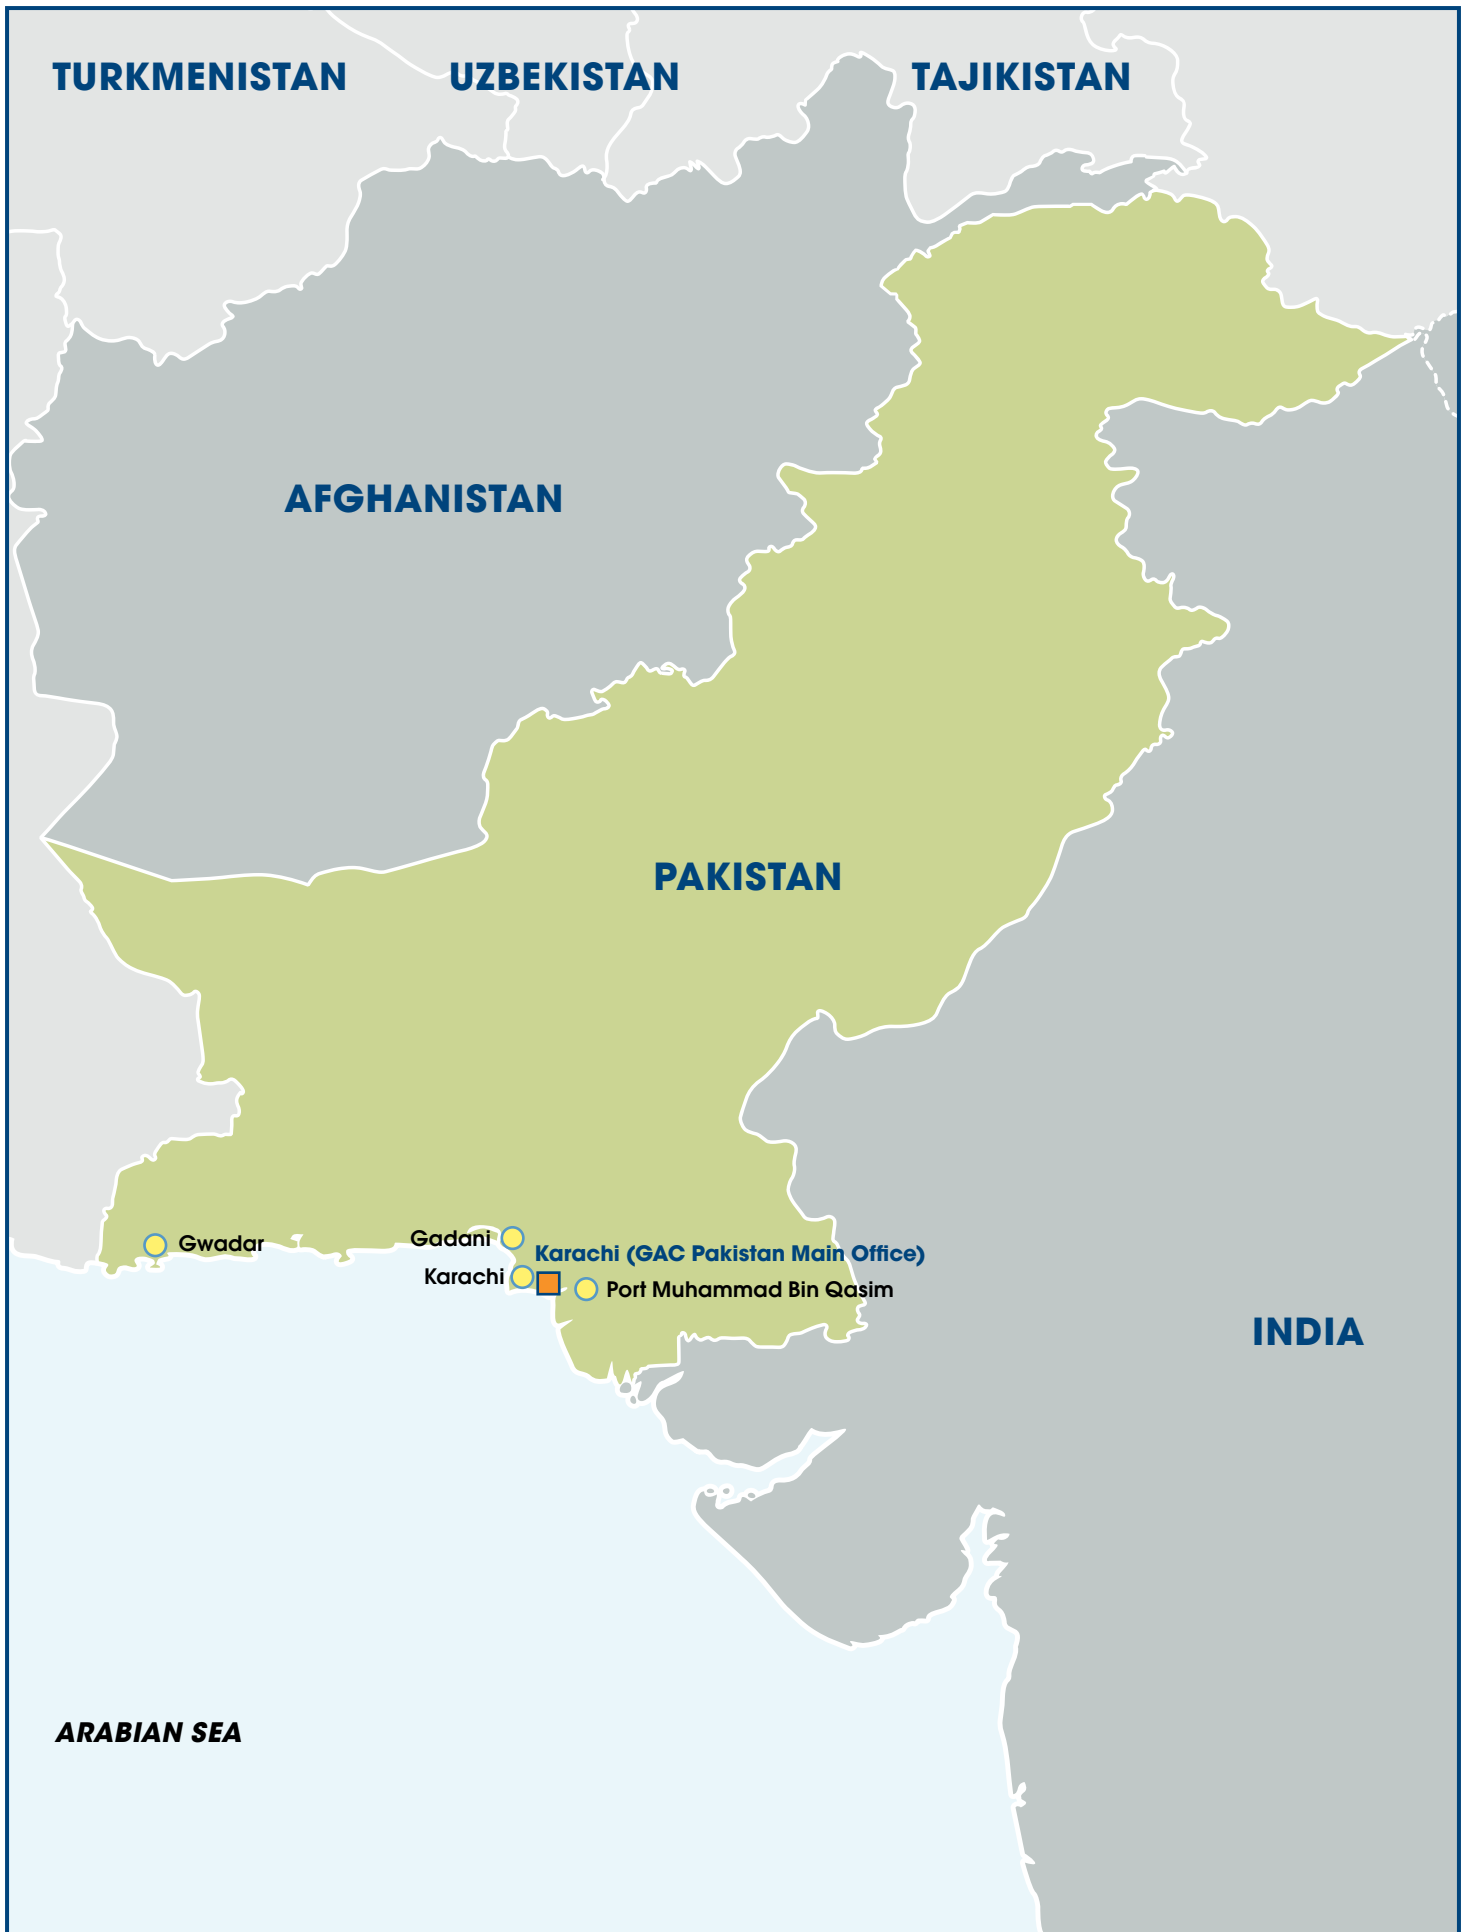 TURKMENISTAN
UZBEKISTAN
TAJIKISTAN
AFGHANISTAN
PAKISTAN
Gwadar
Gadani
Karachi (GAC Pakistan Main Office)
Karachi
Port Muhammad Bin Qasim
INDIA
ARABIAN SEA